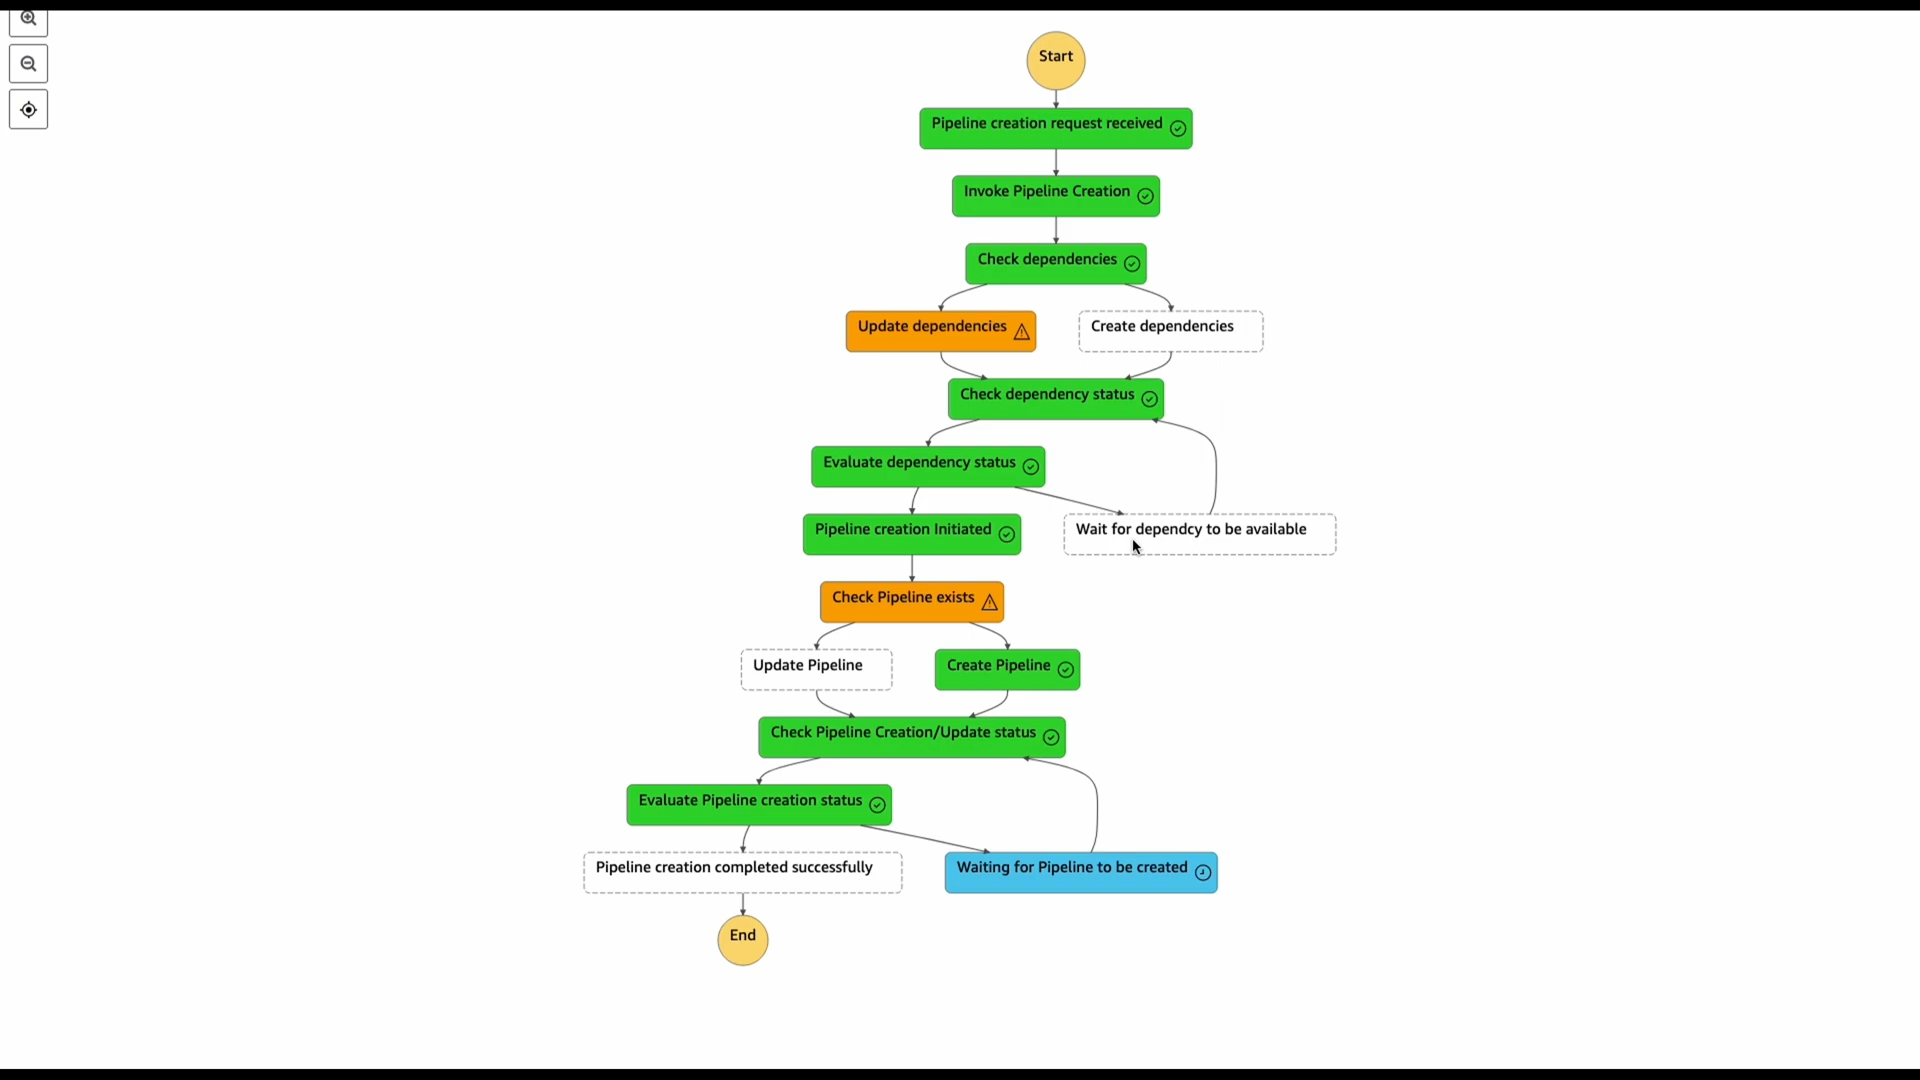 Start
Pipeline creation request received
Invoke Pipeline Creation
Check dependencies
Update dependencies
Create dependencies
Check dependency status
Evaluate dependency status
Pipeline creation Initiated
Wait for dependcy to be available
Check Pipeline exists
Update Pipeline
Create Pipeline
Check Pipeline Creation/Update status
Evaluate Pipeline creation status
Pipeline creation completed successfully
Waiting for Pipeline to be created
End